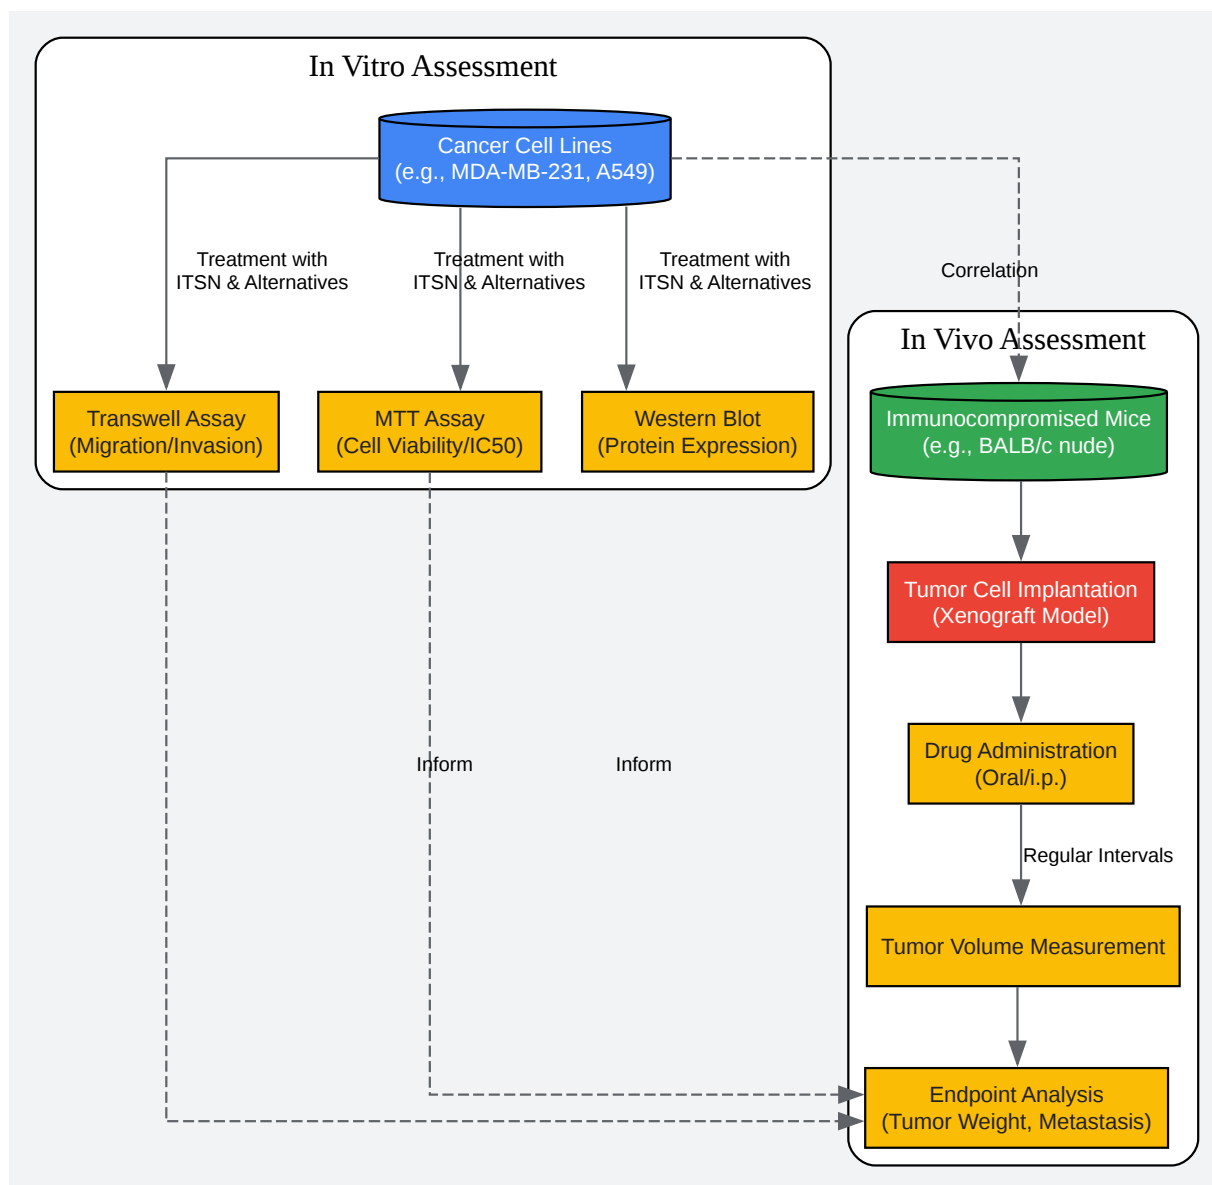 In Vitro Assessment
Cancer Cell Lines
(e.g., MDA-MB-231, A549)
Treatment with
ITSN & Alternatives
Treatment with
ITSN & Alternatives
Treatment with
ITSN & Alternatives
Correlation
Transwell Assay
(Migration/Invasion)
MTT Assay
(Cell Viability/IC50)
Western Blot
(Protein Expression)
In Vivo Assessment
Immunocompromised Mice
(e.g., BALB/c nude)
Tumor Cell Implantation
(Xenograft Model)
Drug Administration
(Oral/i.p.)
Inform
Inform
Regular Intervals
Tumor Volume Measurement
Endpoint Analysis
(Tumor Weight, Metastasis)